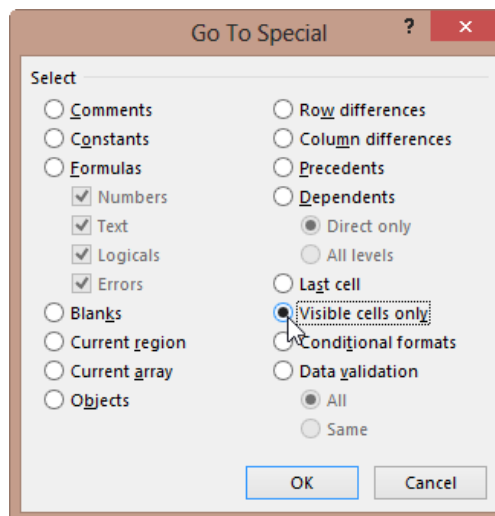 Go To Special
?
×
Select
Comments
Constants
Formulas
Numbers
Text
Logicals
Errors
Blanks
Current region
Current array
Objects
Row differences
Column differences
Precedents
Dependents
Direct only
All levels
Last cell
Visible cells only
Conditional formats
Data validation
All
Same
OK
Cancel